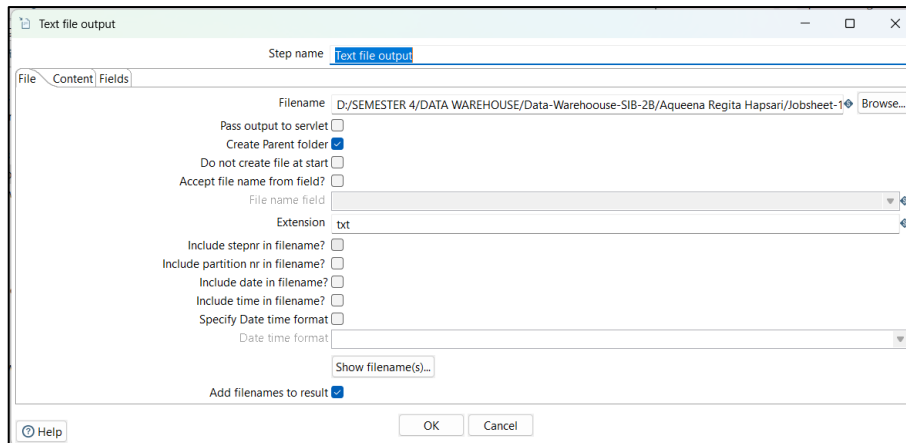 Text file output
Step name Text file output
File Content Fields
Filename D:/SEMESTER 4/DATA WAREHOUSE/Data-Warehoouse-SIB-2B/Aqueena Regita Hapsari/Jobsheet-1 Browse...
Pass output to servlet
Create Parent folder
Do not create file at start
Accept file name from field?
File name field
Extension txt
Include stepnr in filename?
Include partition nr in filename?
Include date in filename?
Include time in filename?
Specify Date time format
Date time format
Show filename(s)...
Add filenames to result
Help OK Cancel